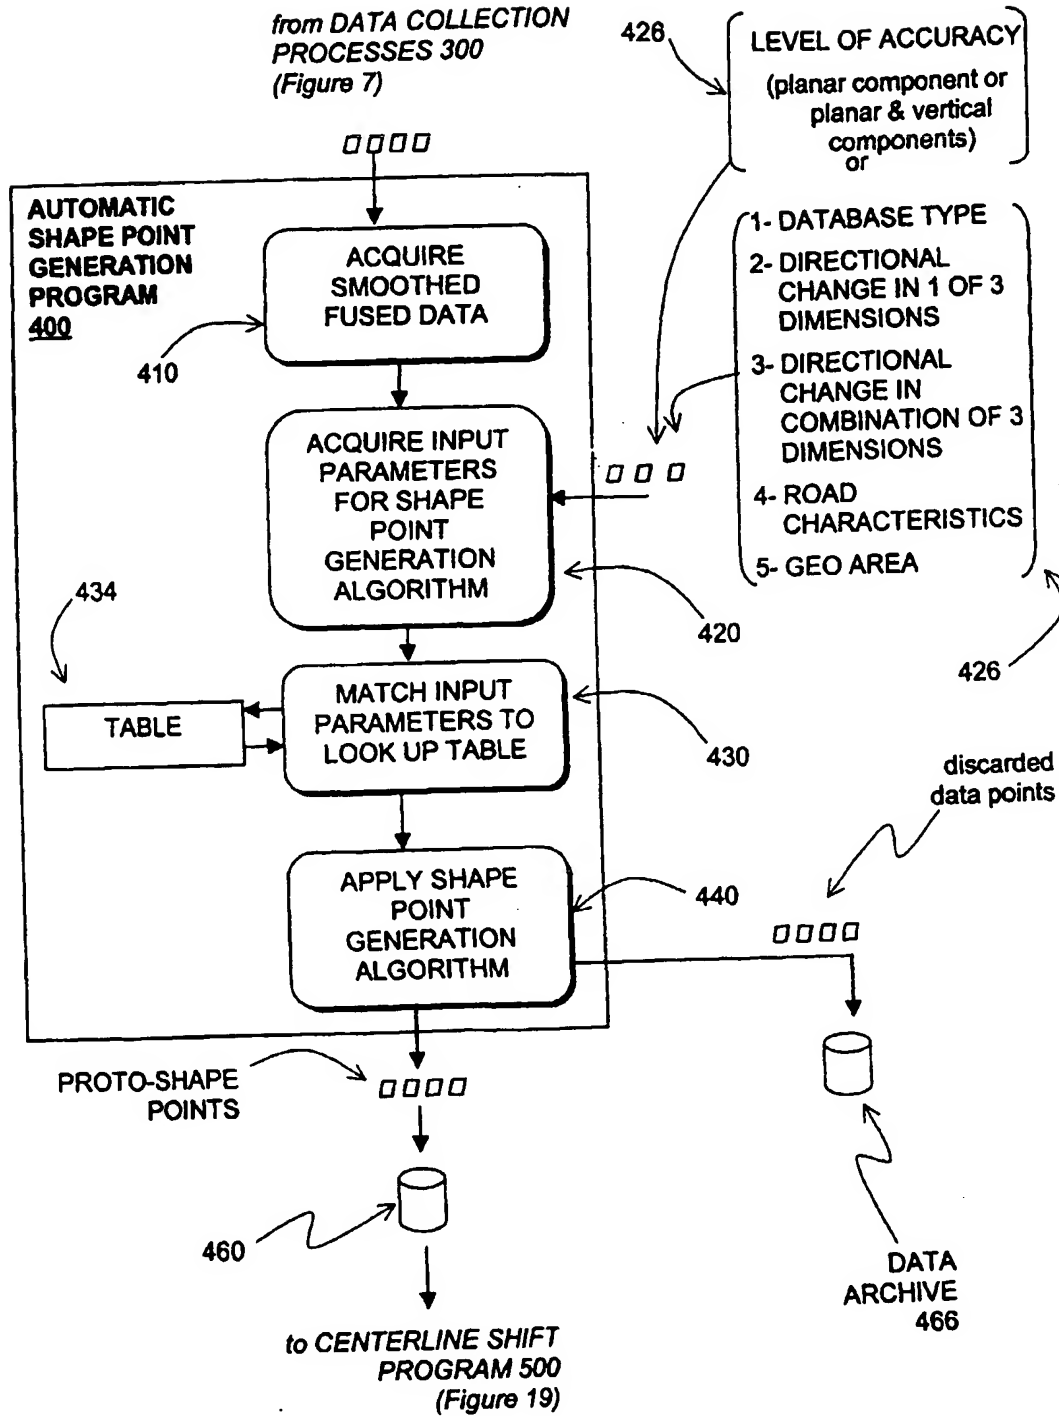 from DATA COLLECTION
PROCESSES 300
(Figure 7)
426
LEVEL OF ACCURACY
(planar component or
planar & vertical
components)
or
AUTOMATIC
SHAPE POINT
GENERATION
PROGRAM
400
ACQUIRE
SMOOTHED
FUSED DATA
410
1- DATABASE TYPE
2- DIRECTIONAL
CHANGE IN 1 OF 3
DIMENSIONS
3- DIRECTIONAL
CHANGE IN
COMBINATION OF 3
DIMENSIONS
4- ROAD
CHARACTERISTICS
5- GEO AREA
426
ACQUIRE INPUT
PARAMETERS
FOR SHAPE
POINT
GENERATION
ALGORITHM
420
434
TABLE
MATCH INPUT
PARAMETERS TO
LOOK UP TABLE
430
discarded
data points
APPLY SHAPE
POINT
GENERATION
ALGORITHM
440
PROTO-SHAPE
POINTS
460
DATA
ARCHIVE
466
to CENTERLINE SHIFT
PROGRAM 500
(Figure 19)